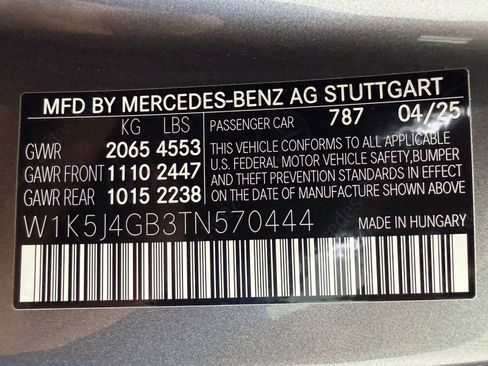 MFD BY MERCEDES-BENZ AG STUTTGART
KG LBS PASSENGER CAR 787 04/25
GVWR 2065 4553
GAWR FRONT 1110 2447
GAWR REAR 1015 2238
THIS VEHICLE CONFORMS TO ALL APPLICABLE
U.S. FEDERAL MOTOR VEHICLE SAFETY,BUMPER
AND THEFT PREVENTION STANDARDS IN EFFECT
ON THE DATE OF MANUFACTURE SHOWN ABOVE.
W1K5J4GB3TN570444 MADE IN HUNGARY